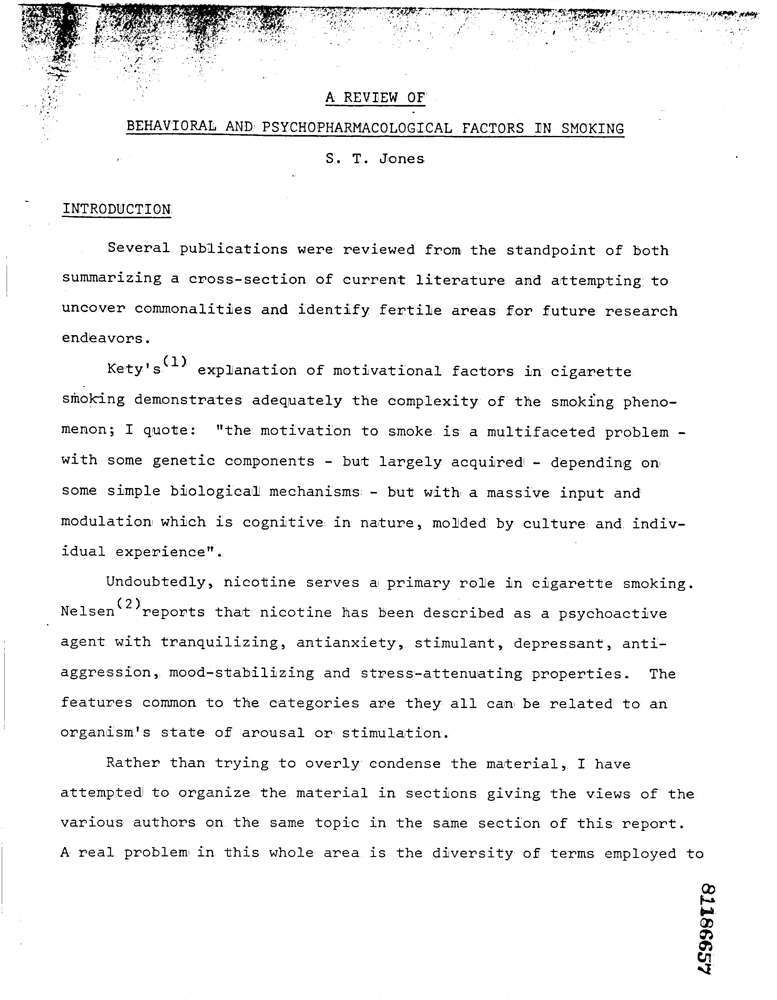 A REVIEW OF
BEHAVIORAL AND PSYCHOPHARMACOLOGICAL FACTORS IN SMOKING
S. T. Jones
INTRODUCTION
Several publications were reviewed from the standpoint of both
summarizing a cross-section of current literature and attempting to
uncover commonalities and identify fertile areas for future research
endeavors.
Kety's(1) explanation of motivational factors in cigarette
smoking demonstrates adequately the complexity of the smoking pheno-
menon; I quote: "the motivation to smoke is a multifaceted problem -
with some genetic components - but largely acquired - depending on
some simple biological mechanisms - but with a massive input and
modulation which is cognitive in nature, molded by culture and indiv-
idual experience".
Undoubtedly, nicotine serves a primary role in cigarette smoking.
Nelsen(2)reports that nicotine has been described as a psychoactive
agent with tranquilizing, antianxiety, stimulant, depressant, anti-
aggression, mood-stabilizing and stress-attenuating properties. The
features common to the categories are they all can be related to an
organism's state of arousal or stimulation.
Rather than trying to overly condense the material, I have
attempted to organize the material in sections giving the views of the
various authors on the same topic in the same section of this report.
A real problem in this whole area is the diversity of terms employed to
81186657